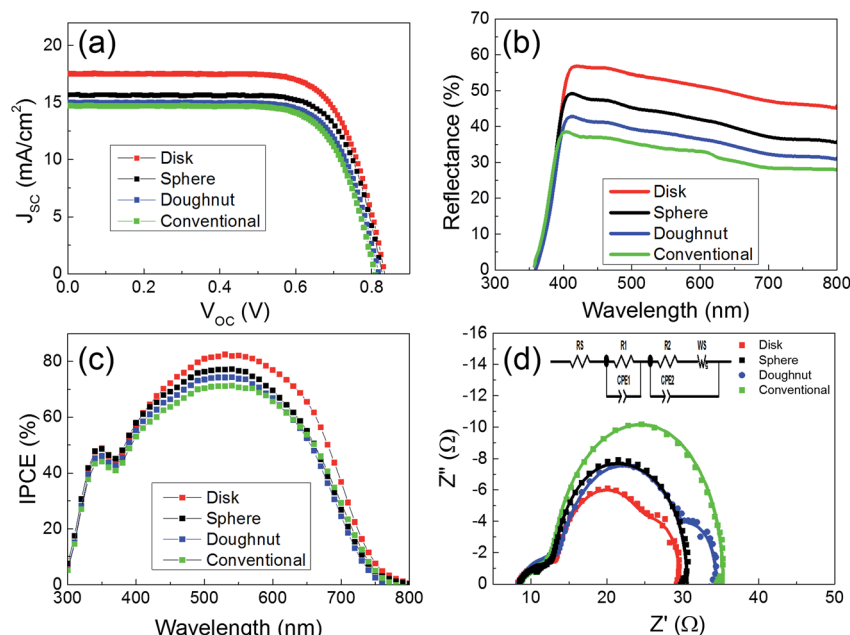 (a)
20
15
10
5
0
0.0 0.2 0.4 0.6 0.8
J_SC (mA/cm²)
V_OC (V)
Disk
Sphere
Doughnut
Conventional
(b)
70
60
50
40
30
20
10
0
300 400 500 600 700 800
Reflectance (%)
Wavelength (nm)
Disk
Sphere
Doughnut
Conventional
(c)
80
60
40
20
0
300 400 500 600 700 800
IPCE (%)
Wavelength (nm)
Disk
Sphere
Doughnut
Conventional
(d)
-16
-14
-12
-10
-8
-6
-4
-2
0
0 10 20 30 40 50
Z'' (Ω)
Z' (Ω)
RS R1 R2 WS
W_S
CPE1 CPE2
Disk
Sphere
Doughnut
Conventional